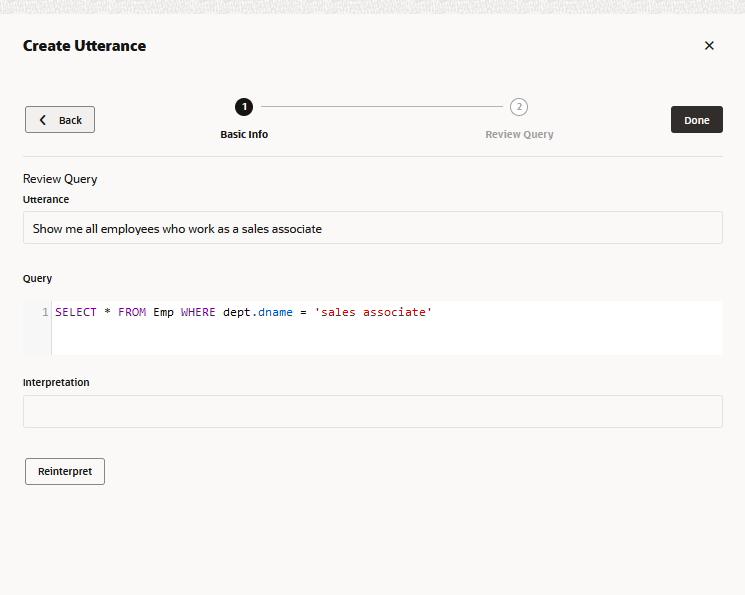 Create Utterance
×
1
2
Back
Done
Basic Info
Review Query
Review Query
Utterance
Show me all employees who work as a sales associate
Query
1 SELECT * FROM Emp WHERE dept.dname = 'sales associate'
Interpretation
Reinterpret